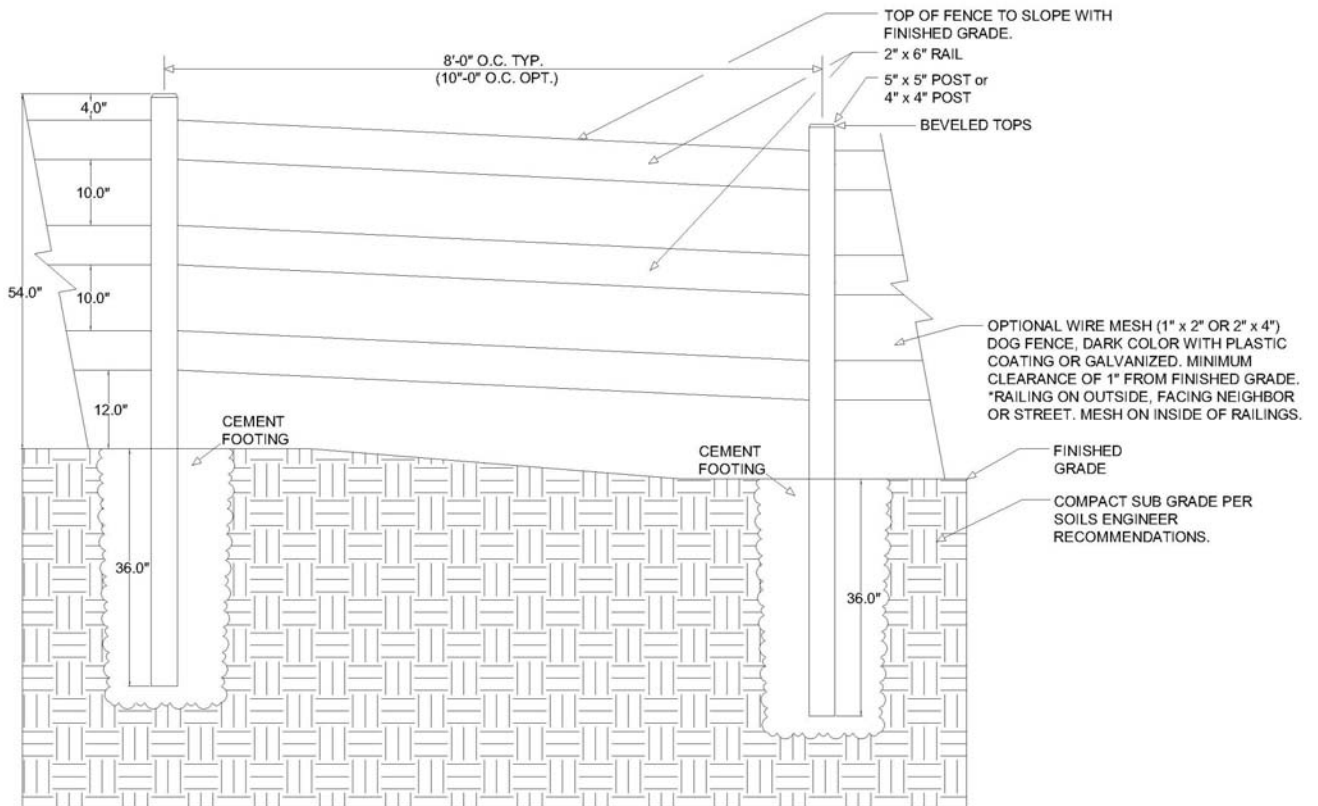 TOP OF FENCE TO SLOPE WITH
FINISHED GRADE.
8'-0" O.C. TYP.
(10"-0" O.C. OPT.)
2" x 6" RAIL
5" x 5" POST or
4" x 4" POST
4.0"
BEVELED TOPS
10.0"
54.0"
10.0"
OPTIONAL WIRE MESH (1" x 2" OR 2" x 4")
DOG FENCE, DARK COLOR WITH PLASTIC
COATING OR GALVANIZED. MINIMUM
CLEARANCE OF 1" FROM FINISHED GRADE.
*RAILING ON OUTSIDE, FACING NEIGHBOR
OR STREET. MESH ON INSIDE OF RAILINGS.
12.0"
CEMENT
FOOTING
CEMENT
FOOTING
FINISHED
GRADE
COMPACT SUB GRADE PER
SOILS ENGINEER
RECOMMENDATIONS.
36.0"
36.0"